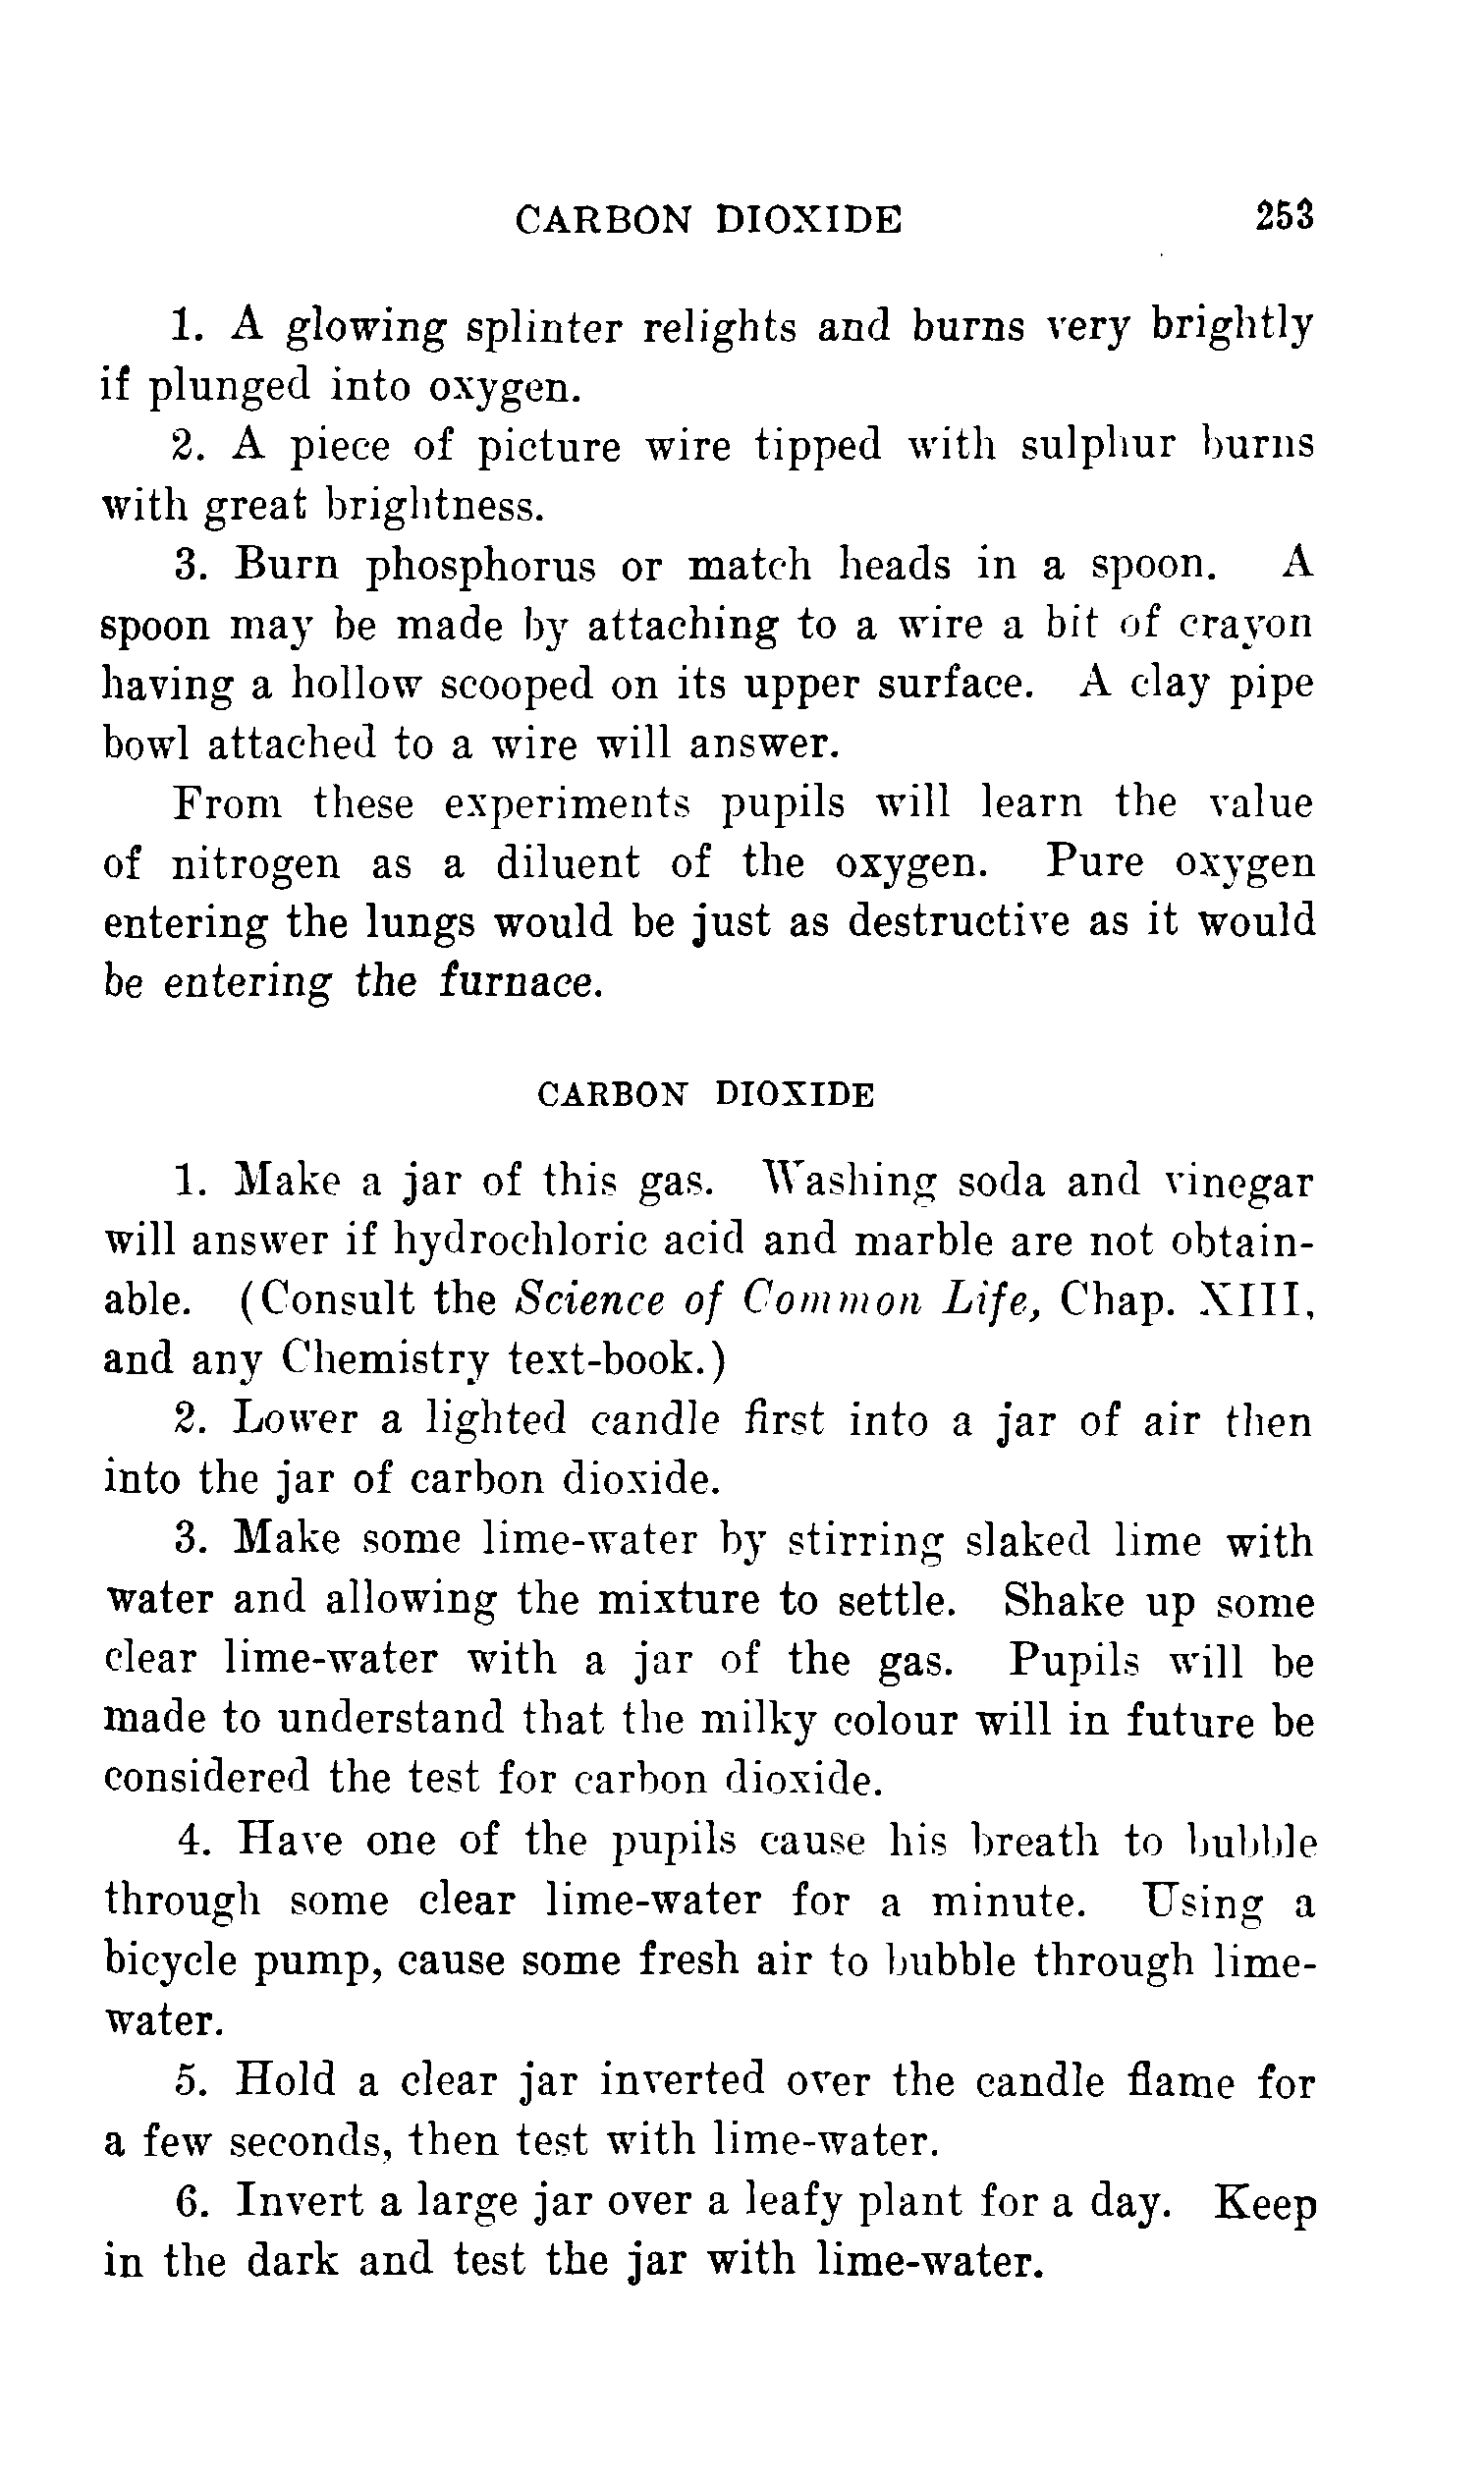 CARBON DIOXIDE 253
1. A glowing splinter relights and burns very brightly
if plunged into oxygen.
2. A piece of picture wire tipped with sulphur burns
with great brightness.
3. Burn phosphorus or match heads in a spoon. A
spoon may be made by attaching to a wire a bit of crayon
having a hollow scooped on its upper surface. A clay pipe
bowl attached to a wire will answer.
From these experiments pupils will learn the value
of nitrogen as a diluent of the oxygen. Pure oxygen
entering the lungs would be just as destructive as it would
be entering the furnace.
CARBON DIOXIDE
1. Make a jar of this gas. Washing soda and vinegar
will answer if hydrochloric acid and marble are not obtain-
able. (Consult the Science of Common Life, Chap. XIII,
and any Chemistry text-book.)
2. Lower a lighted candle first into a jar of air then
into the jar of carbon dioxide.
3. Make some lime-water by stirring slaked lime with
water and allowing the mixture to settle. Shake up some
clear lime-water with a jar of the gas. Pupils will be
made to understand that the milky colour will in future be
considered the test for carbon dioxide.
4. Have one of the pupils cause his breath to bubble
through some clear lime-water for a minute. Using a
bicycle pump, cause some fresh air to bubble through lime-
water.
5. Hold a clear jar inverted over the candle flame for
a few seconds, then test with lime-water.
6. Invert a large jar over a leafy plant for a day. Keep
in the dark and test the jar with lime-water.